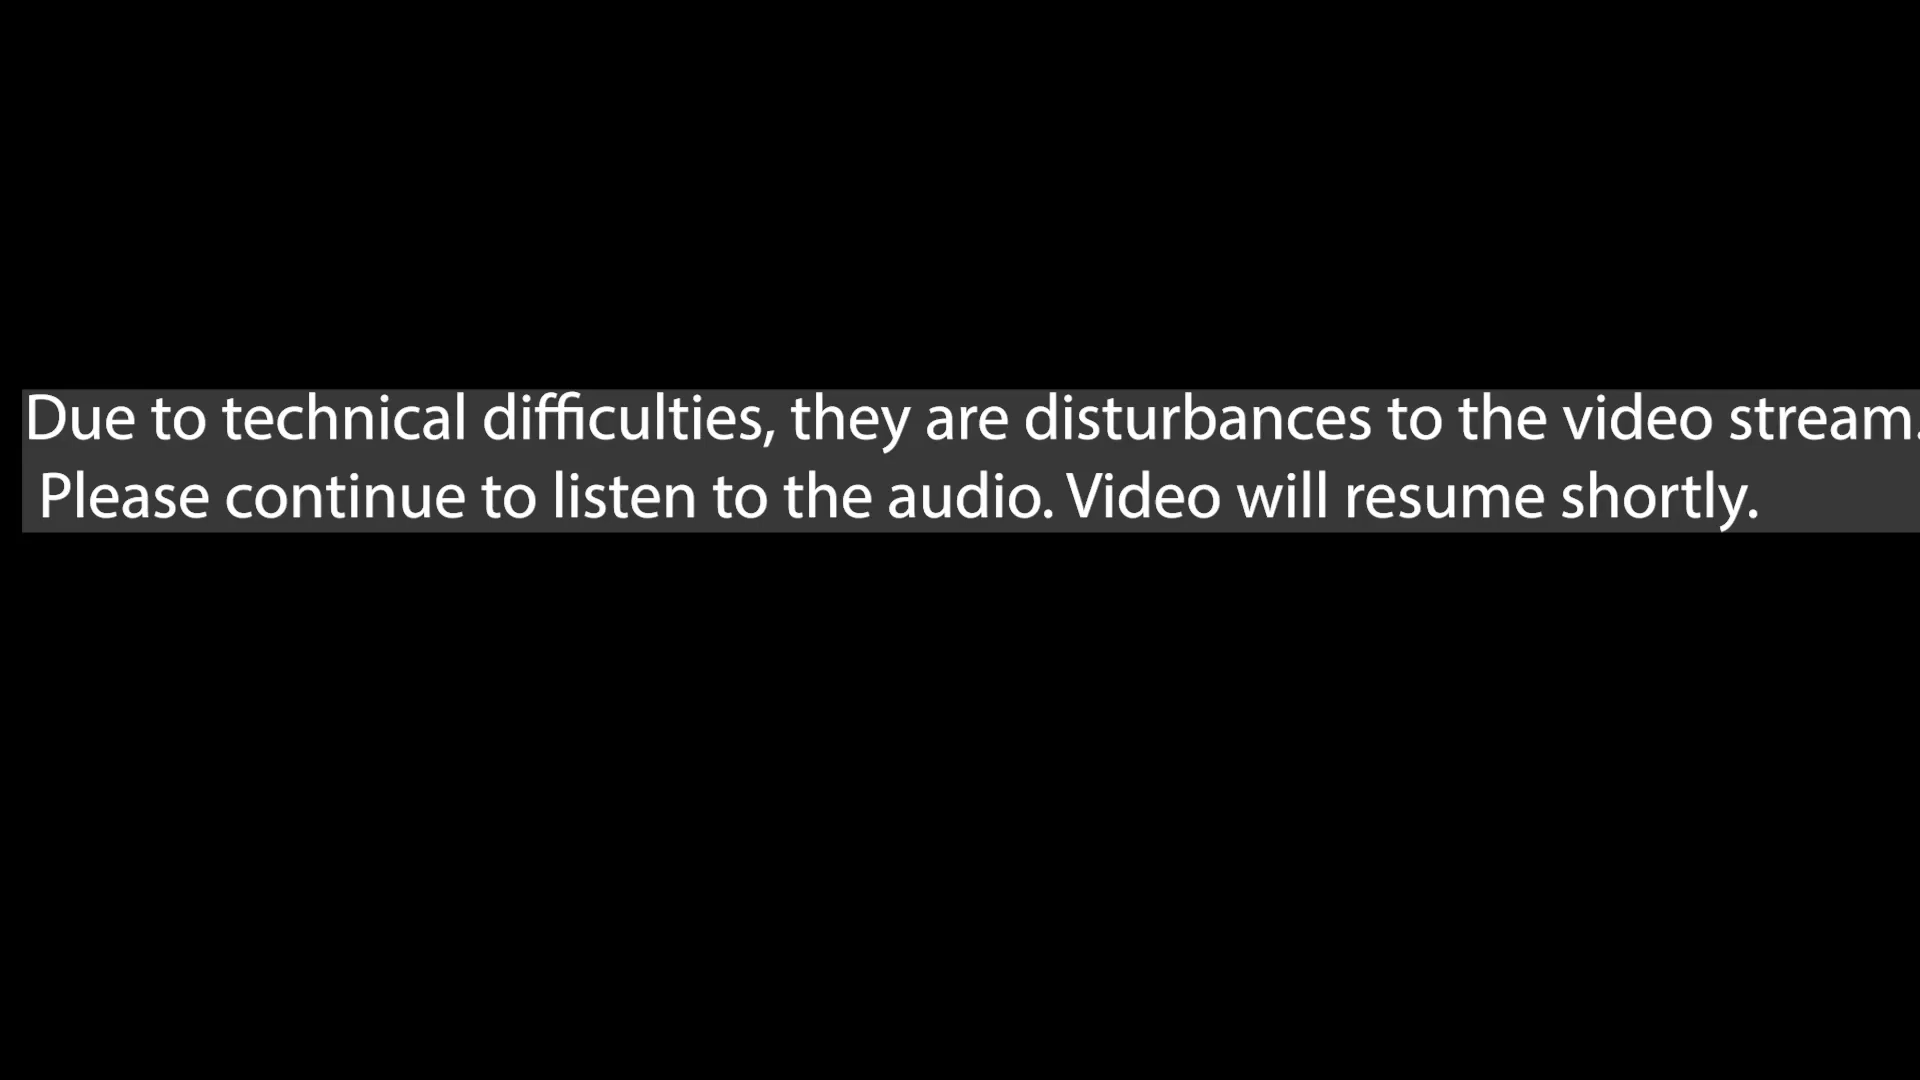 Due to technical difficulties, they are disturbances to the video stream.
Please continue to listen to the audio. Video will resume shortly.